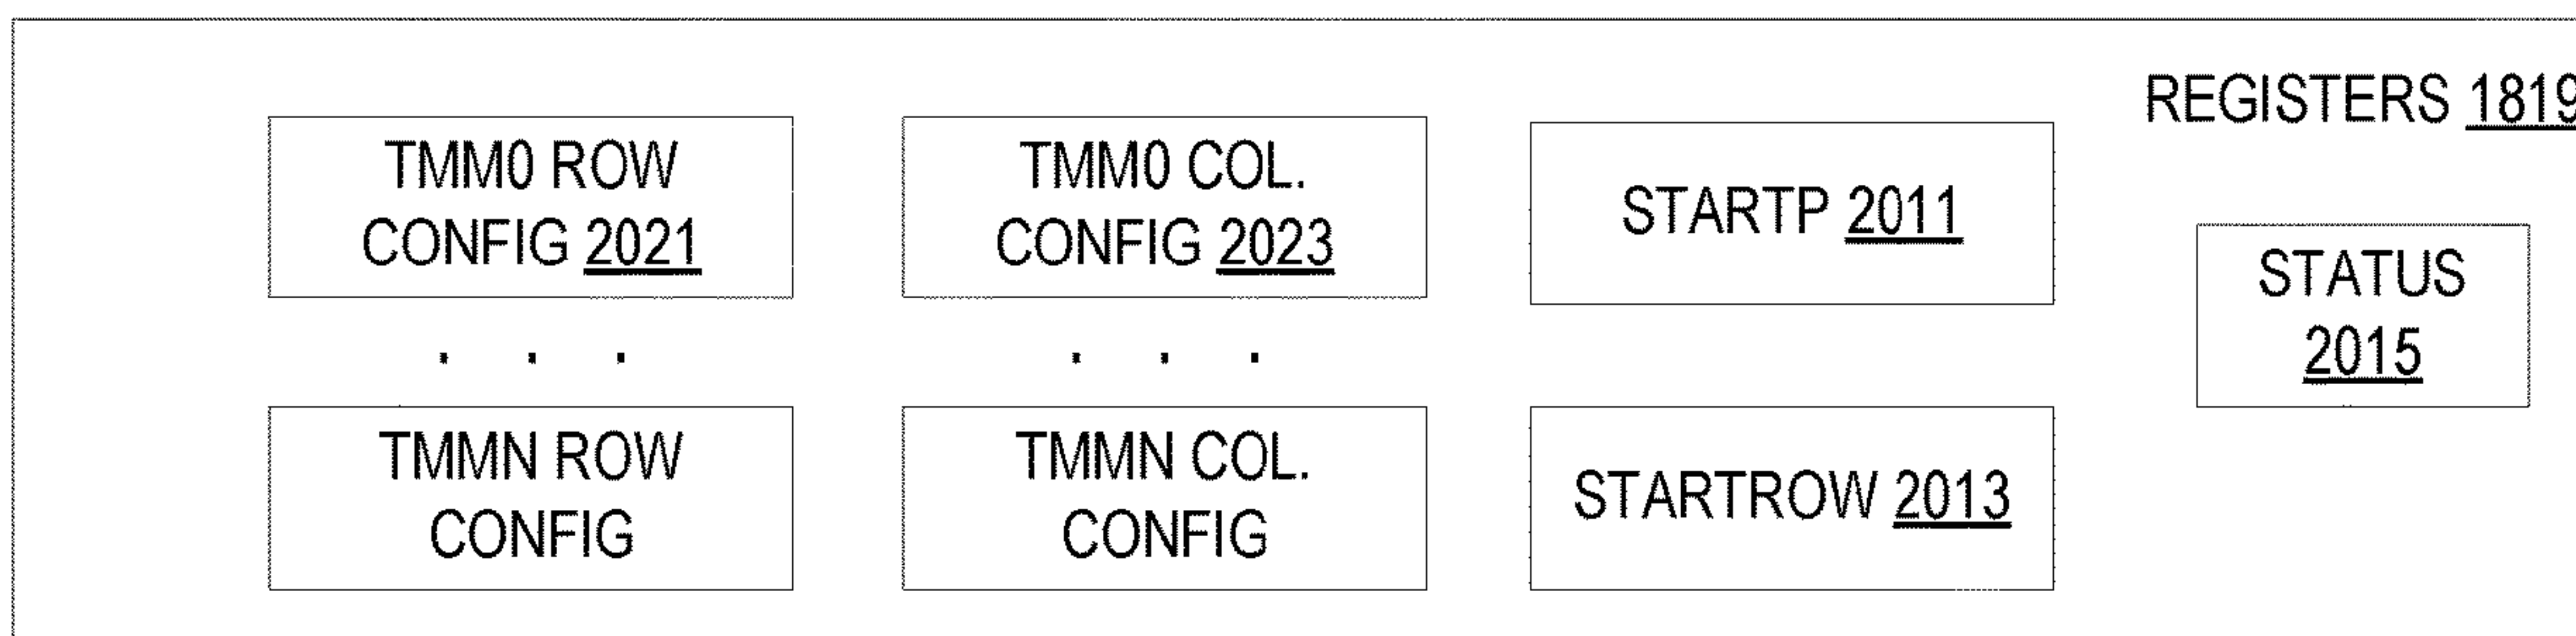 REGISTERS 1819
TMM0 ROW
CONFIG 2021
TMM0 COL.
CONFIG 2023
STARTP 2011
STATUS
2015
. . .
. . .
TMMN ROW
CONFIG
TMMN COL.
CONFIG
STARTROW 2013